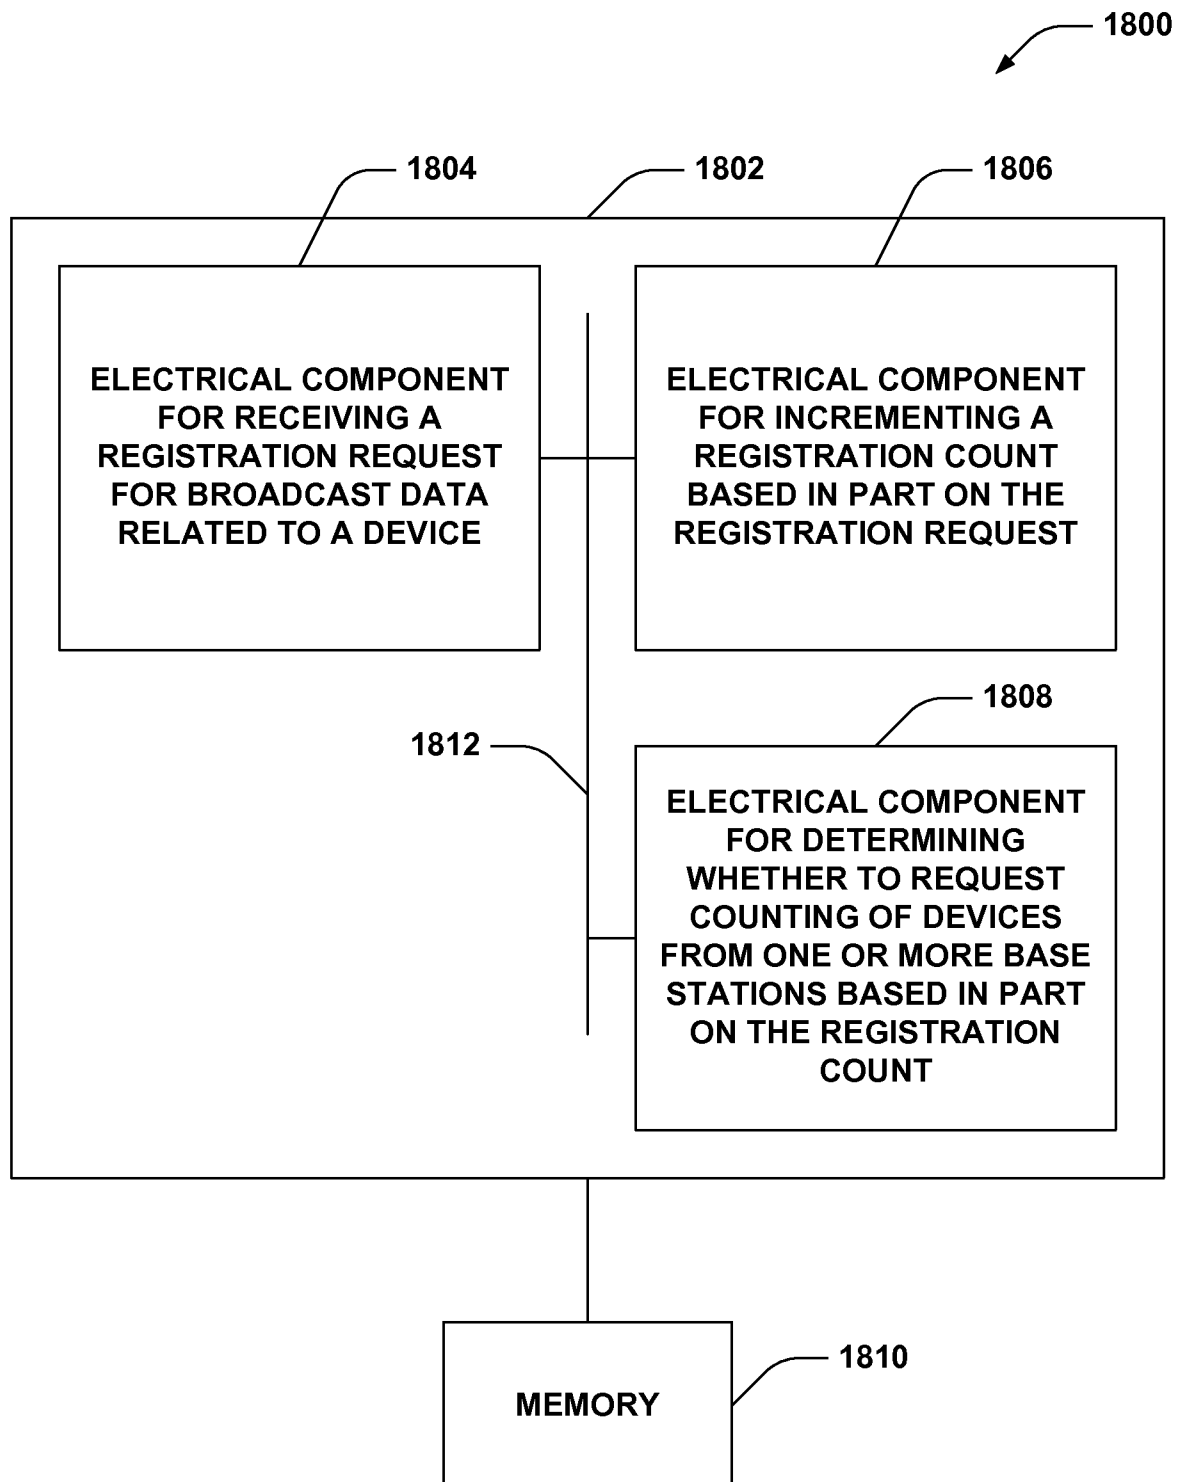 1800
1804
1802
1806
ELECTRICAL COMPONENT
FOR RECEIVING A
REGISTRATION REQUEST
FOR BROADCAST DATA
RELATED TO A DEVICE
ELECTRICAL COMPONENT
FOR INCREMENTING A
REGISTRATION COUNT
BASED IN PART ON THE
REGISTRATION REQUEST
1808
1812
ELECTRICAL COMPONENT
FOR DETERMINING
WHETHER TO REQUEST
COUNTING OF DEVICES
FROM ONE OR MORE BASE
STATIONS BASED IN PART
ON THE REGISTRATION
COUNT
1810
MEMORY